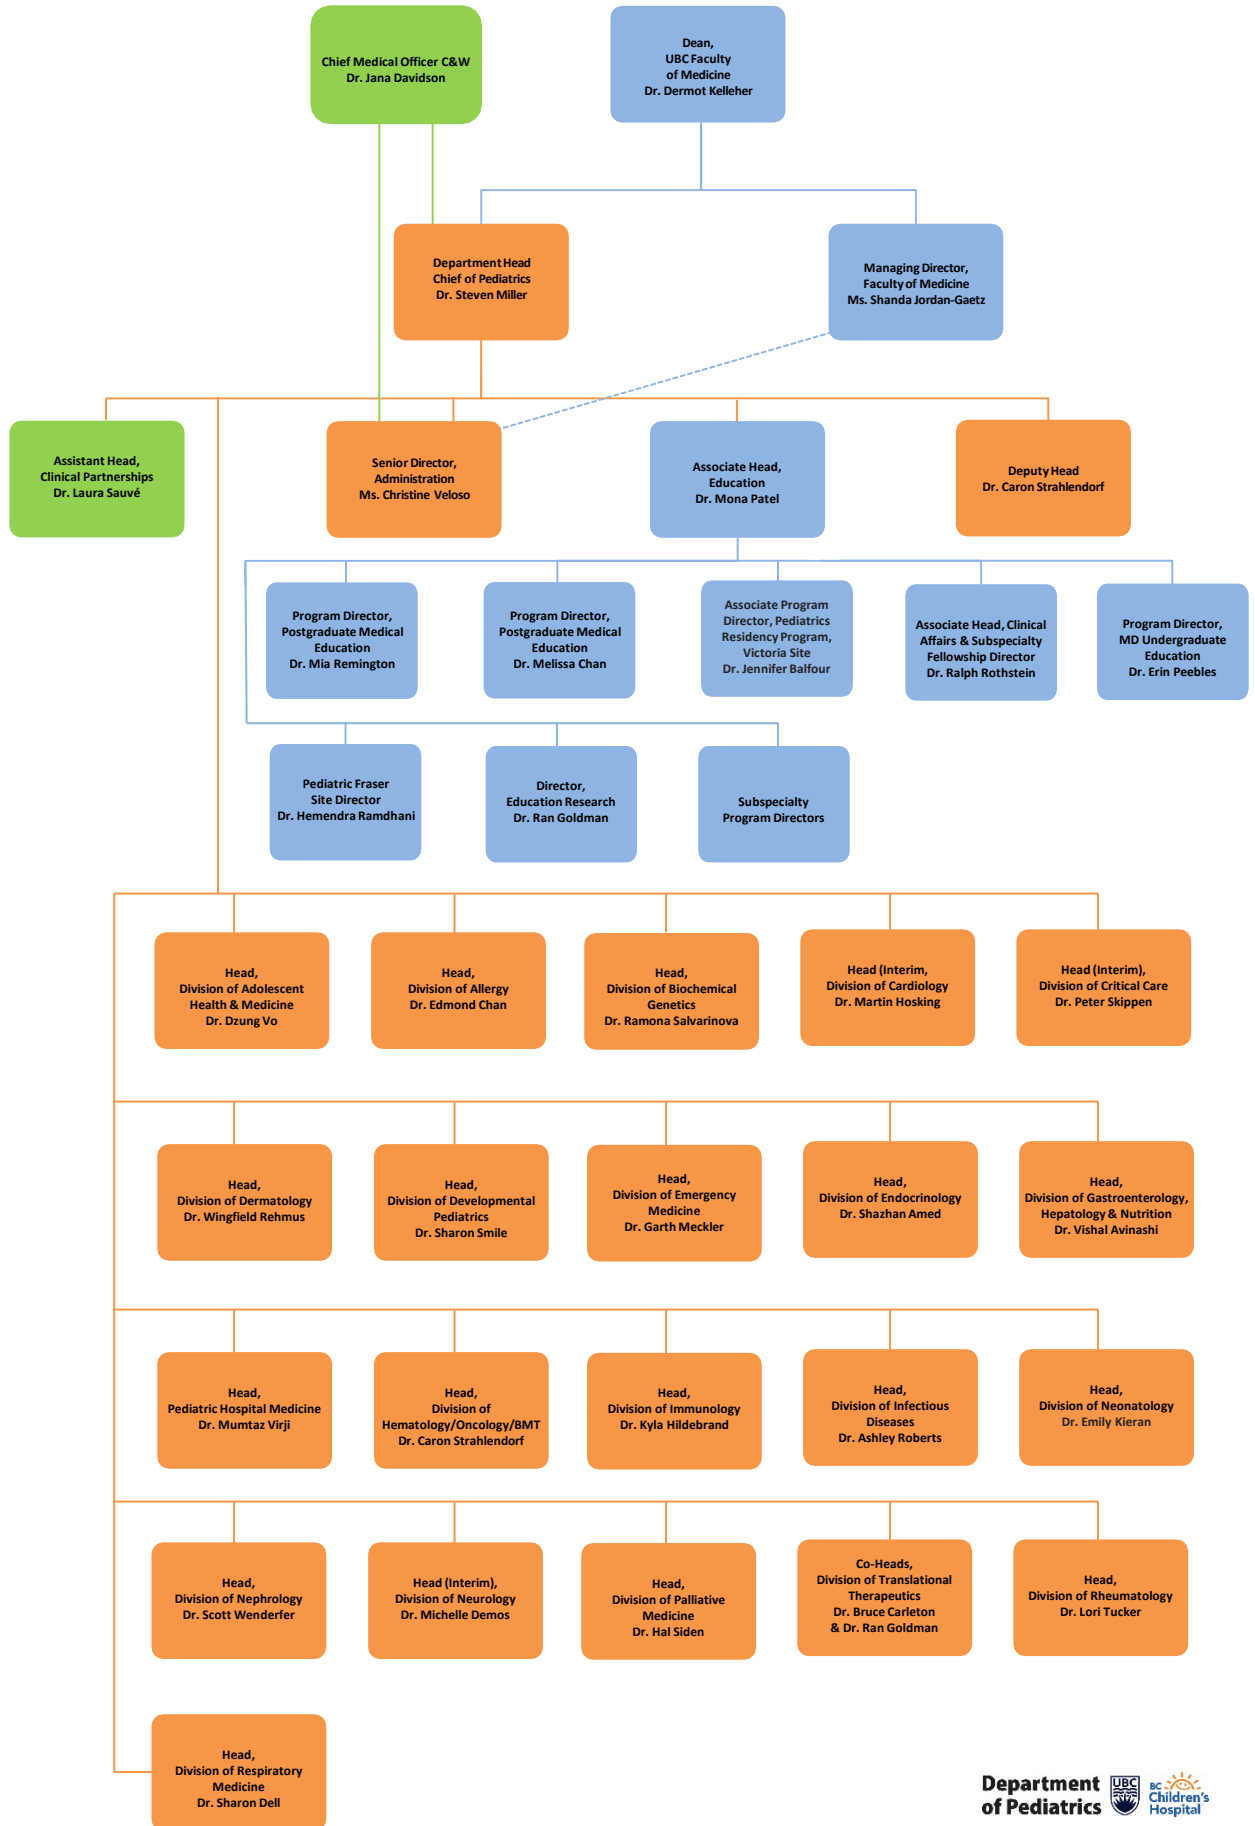 Chief Medical Officer C&W
Dr. Jana Davidson
Dean,
UBC Faculty
of Medicine
Dr. Dermot Kelleher
Department Head
Chief of Pediatrics
Dr. Steven Miller
Managing Director,
Faculty of Medicine
Ms. Shanda Jordan-Gaetz
Assistant Head,
Clinical Partnerships
Dr. Laura Sauvé
Senior Director,
Administration
Ms. Christine Veloso
Associate Head,
Education
Dr. Mona Patel
Deputy Head
Dr. Caron Strahlendorf
Program Director,
Postgraduate Medical
Education
Dr. Mia Remington
Program Director,
Postgraduate Medical
Education
Dr. Melissa Chan
Associate Program
Director, Pediatrics
Residency Program,
Victoria Site
Dr. Jennifer Balfour
Associate Head, Clinical
Affairs & Subspecialty
Fellowship Director
Dr. Ralph Rothstein
Program Director,
MD Undergraduate
Education
Dr. Erin Peebles
Pediatric Fraser
Site Director
Dr. Hemendra Ramdhani
Director,
Education Research
Dr. Ran Goldman
Subspecialty
Program Directors
Head,
Division of Adolescent
Health & Medicine
Dr. Dzung Vo
Head,
Division of Allergy
Dr. Edmond Chan
Head,
Division of Biochemical
Genetics
Dr. Ramona Salvarinova
Head (Interim,
Division of Cardiology
Dr. Martin Hosking
Head (Interim),
Division of Critical Care
Dr. Peter Skippen
Head,
Division of Dermatology
Dr. Wingfield Rehmus
Head,
Division of Developmental
Pediatrics
Dr. Sharon Smile
Head,
Division of Emergency
Medicine
Dr. Garth Meckler
Head,
Division of Endocrinology
Dr. Shazhan Amed
Head,
Division of Gastroenterology,
Hepatology & Nutrition
Dr. Vishal Avinashi
Head,
Pediatric Hospital Medicine
Dr. Mumtaz Virji
Head,
Division of
Hematology/Oncology/BMT
Dr. Caron Strahlendorf
Head,
Division of Immunology
Dr. Kyla Hildebrand
Head,
Division of Infectious
Diseases
Dr. Ashley Roberts
Head,
Division of Neonatology
Dr. Emily Kieran
Head,
Division of Nephrology
Dr. Scott Wenderfer
Head (Interim),
Division of Neurology
Dr. Michelle Demos
Head,
Division of Palliative
Medicine
Dr. Hal Siden
Co-Heads,
Division of Translational
Therapeutics
Dr. Bruce Carleton
& Dr. Ran Goldman
Head,
Division of Rheumatology
Dr. Lori Tucker
Head,
Division of Respiratory
Medicine
Dr. Sharon Dell
Department
of Pediatrics
UBC
BC
Children's
Hospital